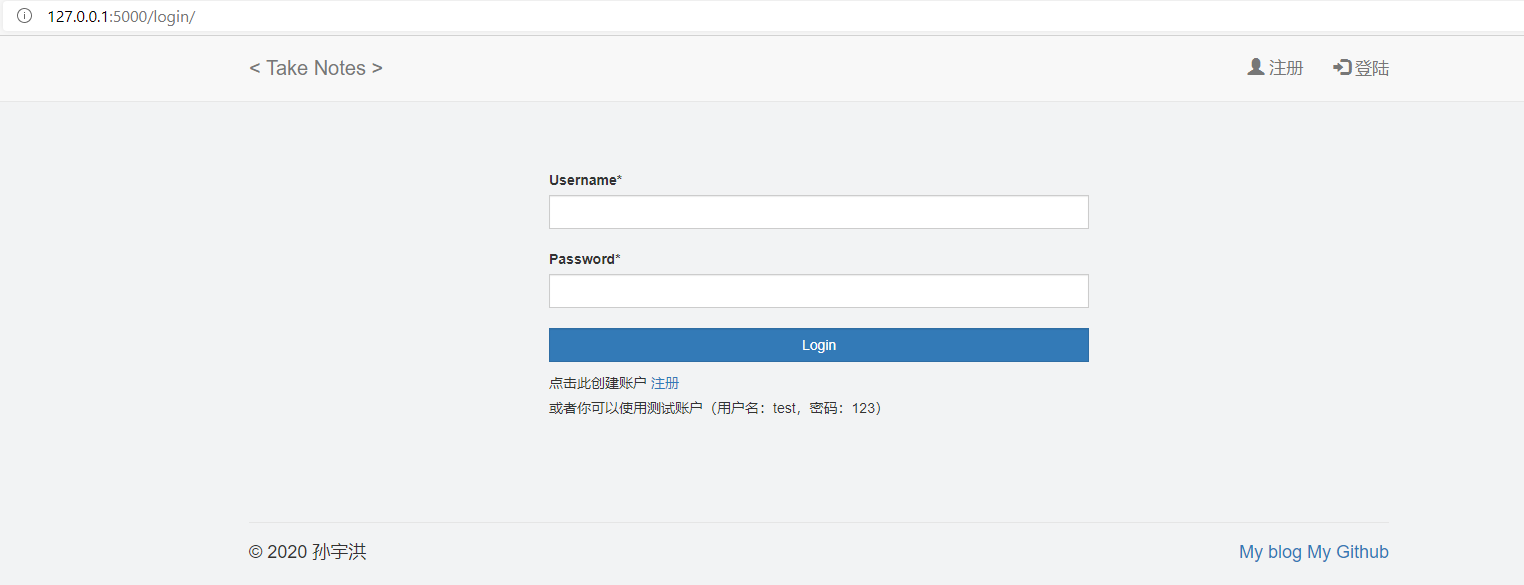 127.0.0.1:5000/login/
< Take Notes > 注册 登陆
Username*
Password*
Login
点击此创建账户 注册
或者你可以使用测试账户（用户名：test，密码：123）
© 2020 孙宇洪 My blog My Github